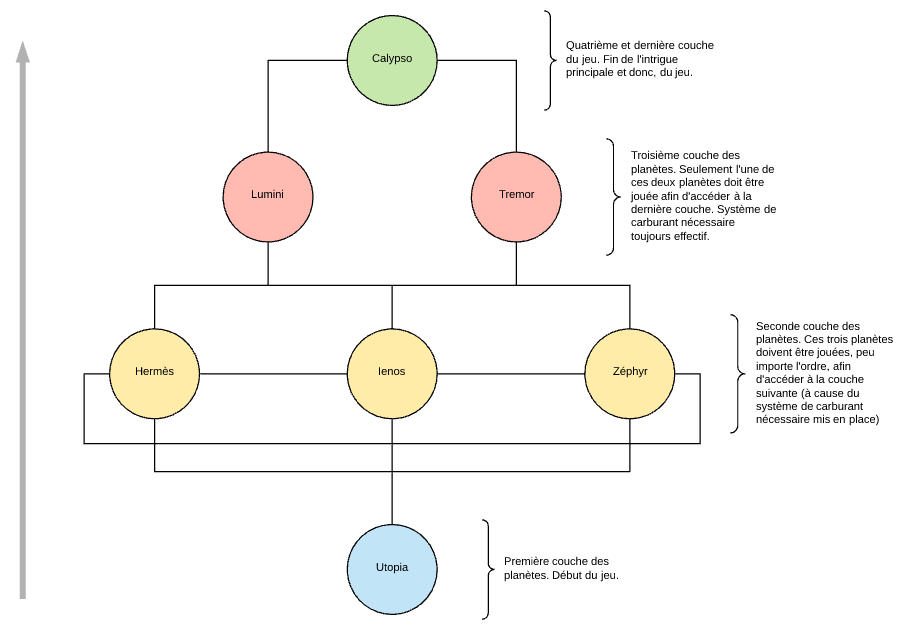 Calypso
Quatrième et dernière couche
du jeu. Fin de l'intrigue
principale et donc, du jeu.
Lumini
Tremor
Troisième couche des
planètes. Seulement l'une de
ces deux planètes doit être
jouée afin d'accéder à la
dernière couche. Système de
carburant nécessaire
toujours effectif.
Hermès
Ienos
Zéphyr
Seconde couche des
planètes. Ces trois planètes
doivent être jouées, peu
importe l'ordre, afin
d'accéder à la couche
suivante (à cause du
système de carburant
nécessaire mis en place)
Utopia
Première couche des
planètes. Début du jeu.